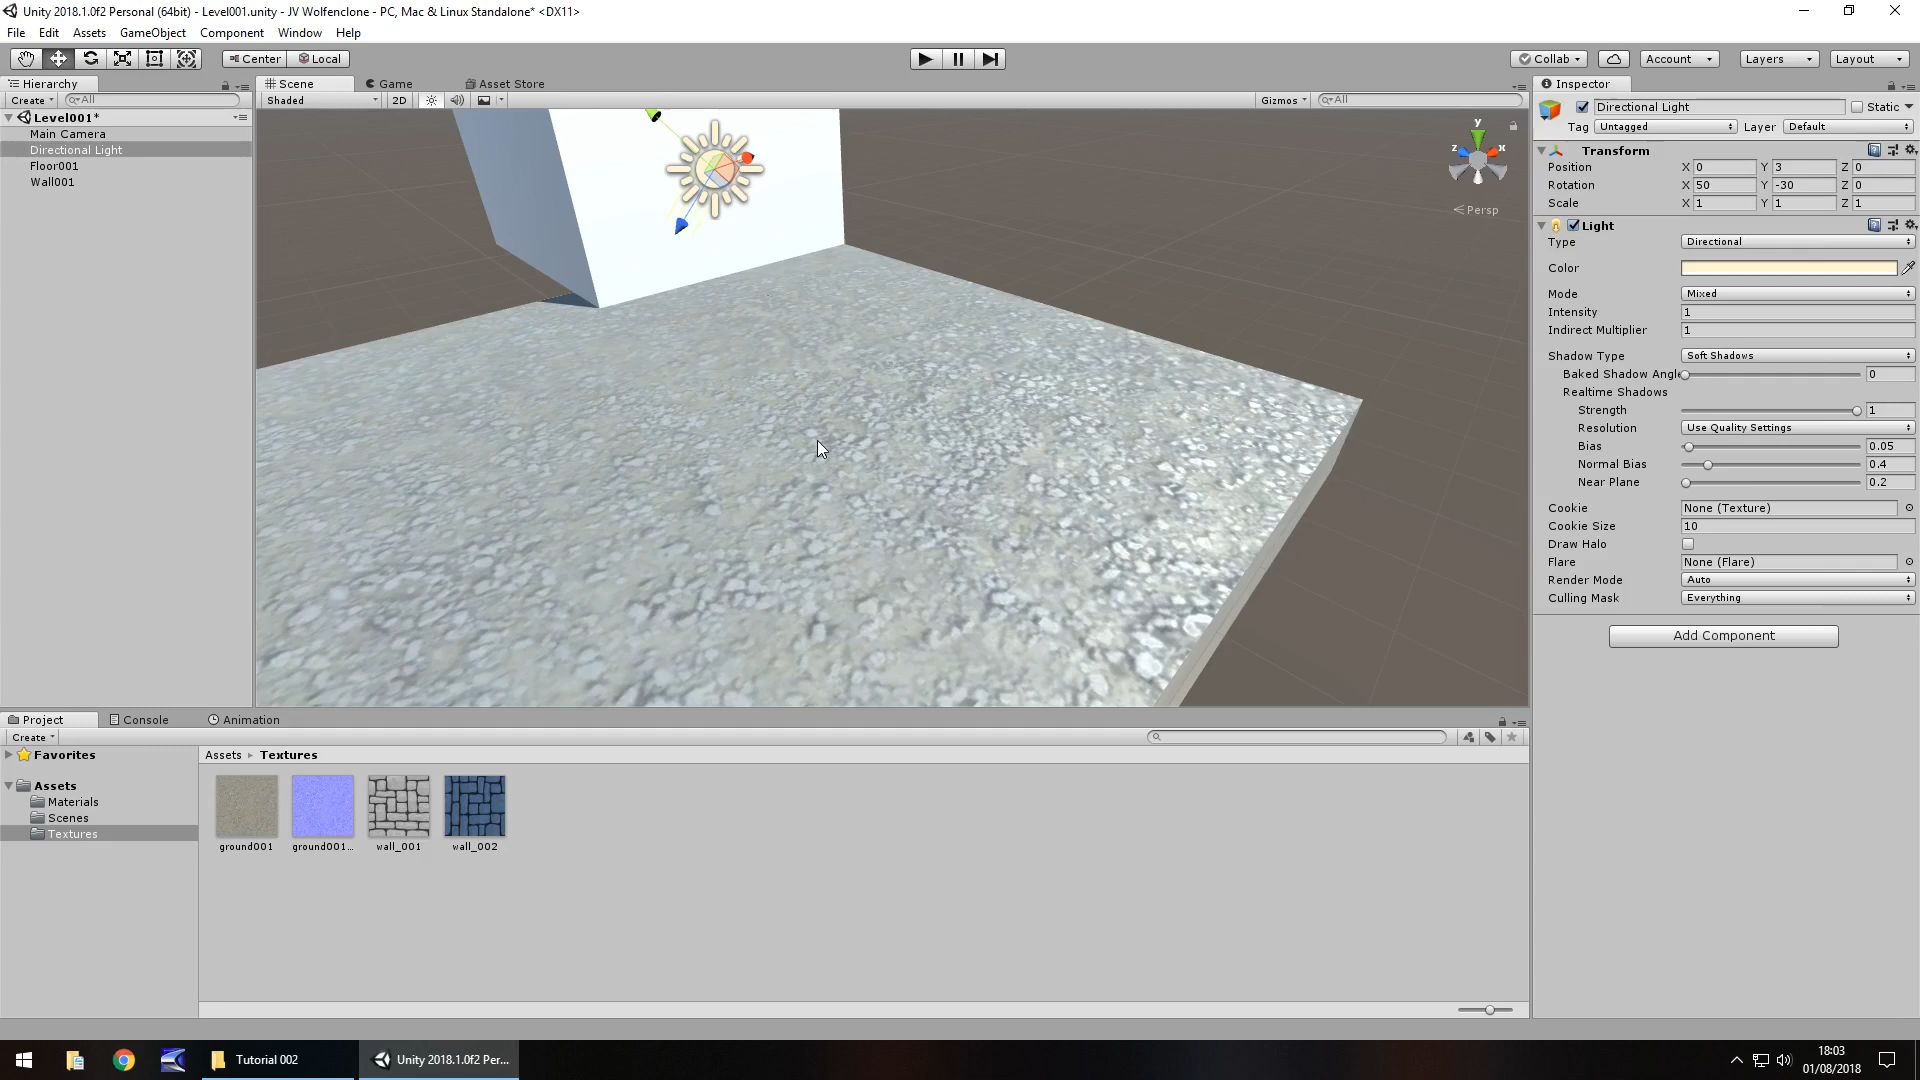 Unity 2018.1.0f2 Personal (64bit) - Level001.unity - JV Wolfenclone - PC, Mac & Linux Standalone* <DX11>
File Edit Assets GameObject Component Window Help
Center Local Collab Account Layers Layout
Hierarchy
Create All
Level001*
Main Camera
Directional Light
Floor001
Wall001
Scene Game Asset Store
Shaded 2D Gizmos All
y
z x
Persp
Inspector
Directional Light Static
Tag Untagged Layer Default
Transform
Position X 0 Y 3 Z 0
Rotation X 50 Y -30 Z 0
Scale X 1 Y 1 Z 1
Light
Type Directional
Color
Mode Mixed
Intensity 1
Indirect Multiplier 1
Shadow Type Soft Shadows
Baked Shadow Angl 0
Realtime Shadows
Strength 1
Resolution Use Quality Settings
Bias 0.05
Normal Bias 0.4
Near Plane 0.2
Cookie None (Texture)
Cookie Size 10
Draw Halo
Flare None (Flare)
Render Mode Auto
Culling Mask Everything
Add Component
Project Console Animation
Create
Favorites
Assets
Materials
Scenes
Textures
Assets Textures
ground001 ground001... wall_001 wall_002
Tutorial 002
Unity 2018.1.0f2 Per...
18:03
01/08/2018